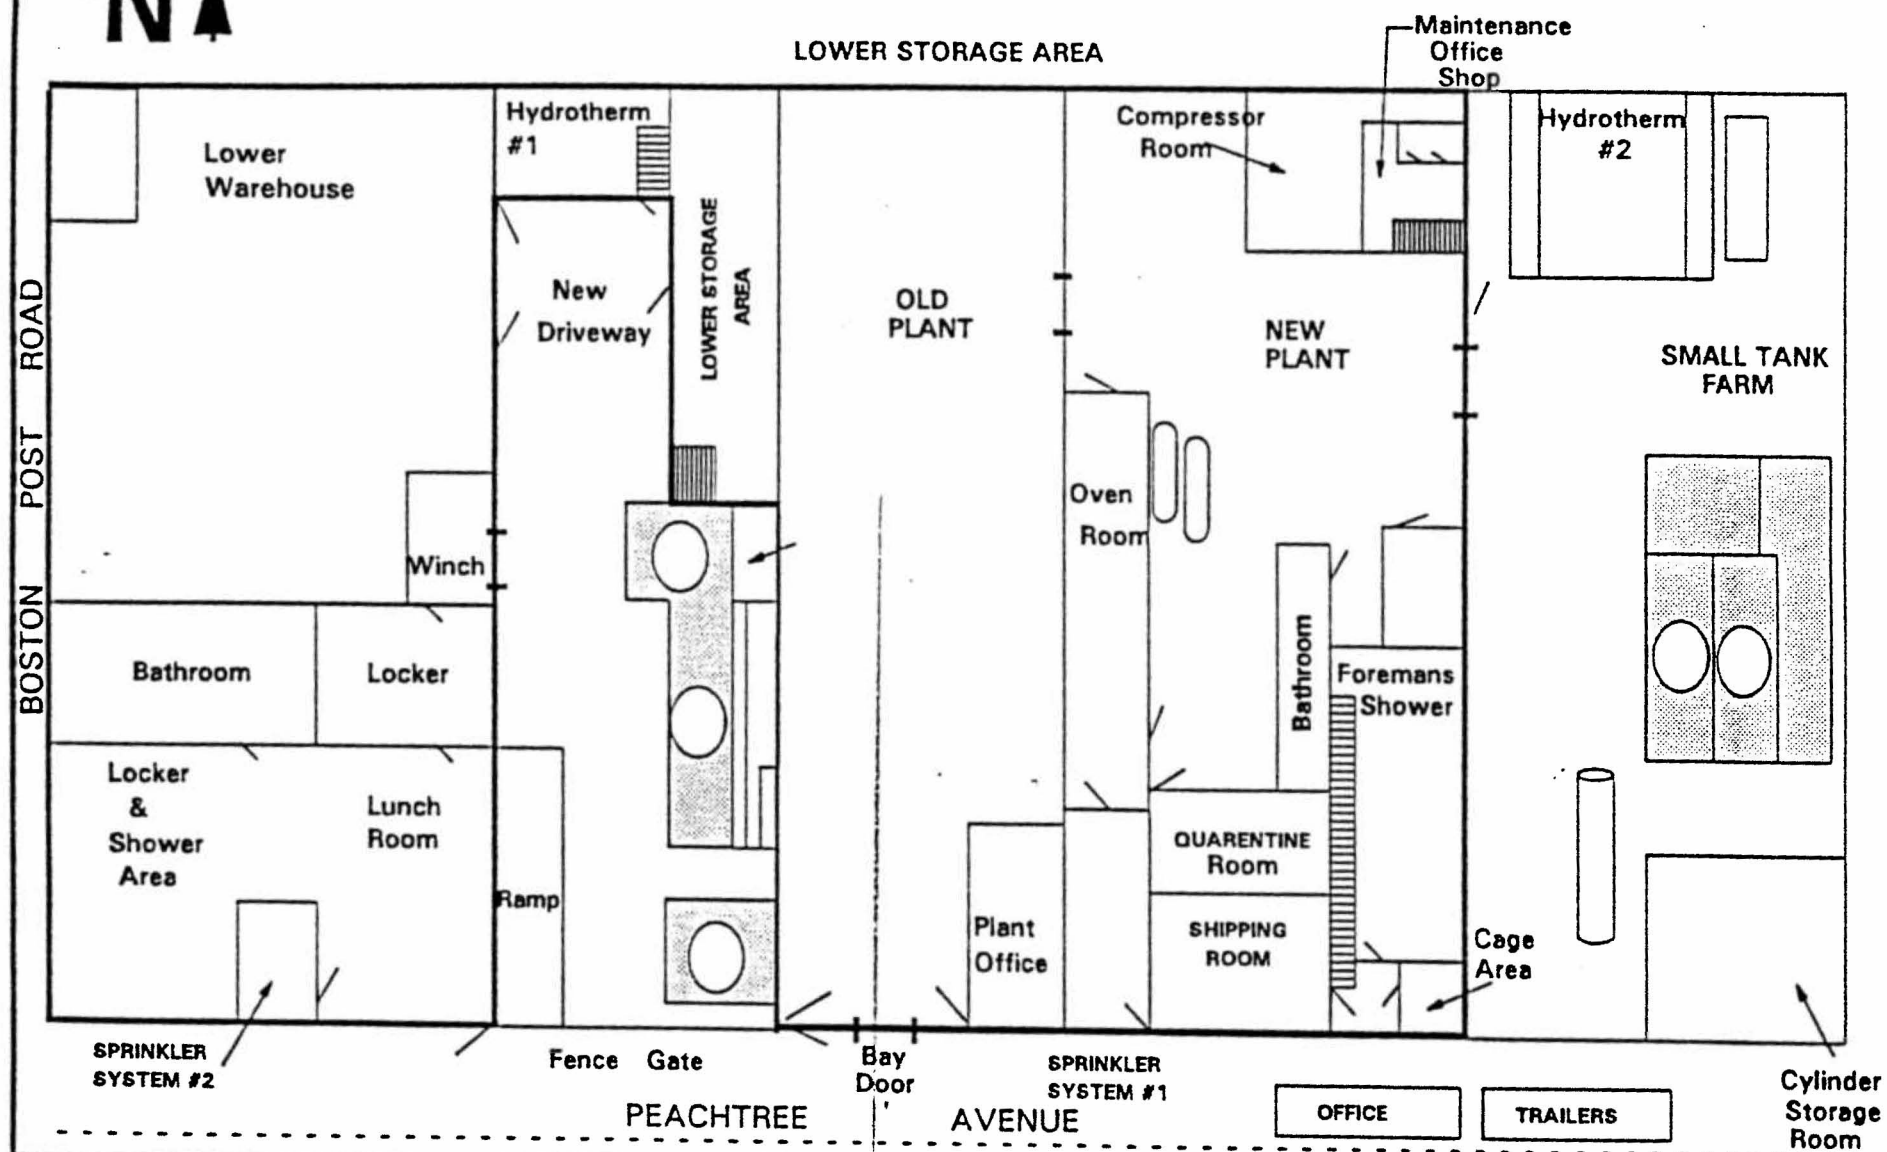 N
LOWER STORAGE AREA
Maintenance
Office
Shop
Hydrotherm
#1
Lower
Warehouse
Compressor
Room
Hydrotherm
#2
LOWER STORAGE
AREA
New
Driveway
OLD
PLANT
NEW
PLANT
SMALL TANK
FARM
BOSTON POST ROAD
Winch
Oven
Room
Bathroom
Locker
Bathroom
Foremans
Shower
Locker
&
Shower
Area
Lunch
Room
Ramp
QUARENTINE
Room
Plant
Office
SHIPPING
ROOM
Cage
Area
SPRINKLER
SYSTEM #2
Fence Gate
Bay
Door
SPRINKLER
SYSTEM #1
Cylinder
Storage
Room
OFFICE
TRAILERS
PEACHTREE AVENUE